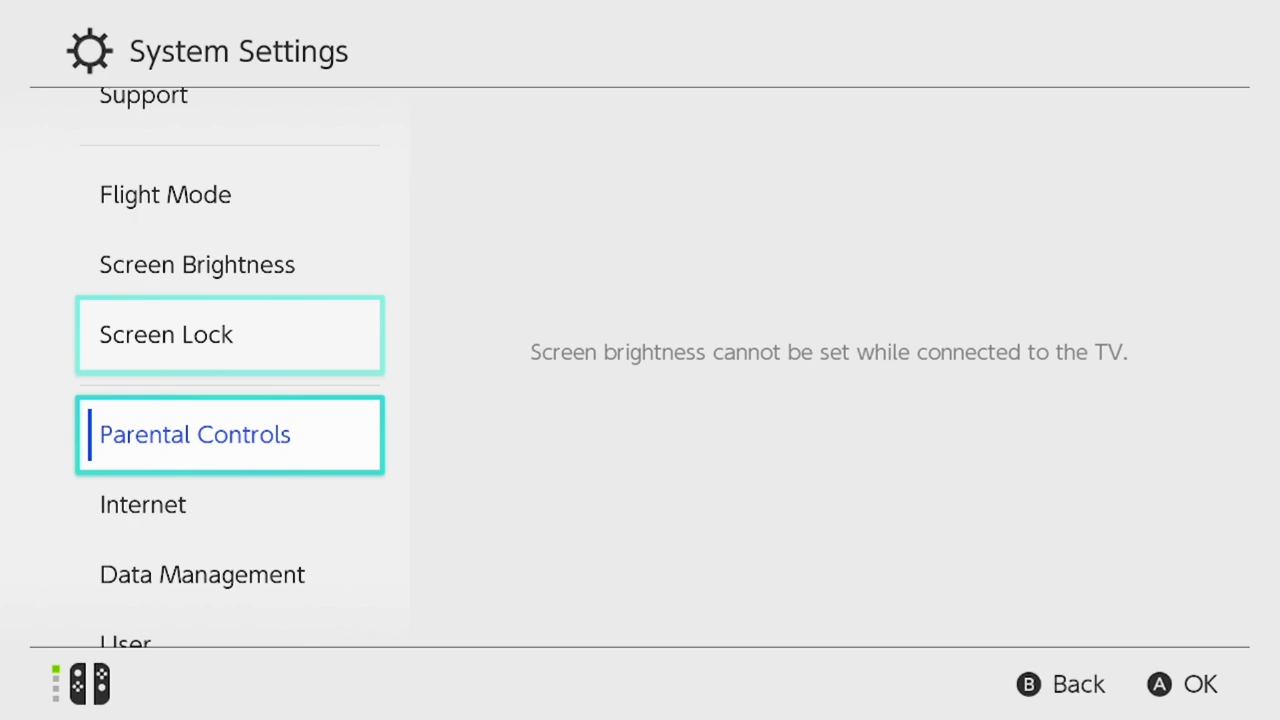 System Settings
Support
Flight Mode
Screen Brightness
Screen Lock
Screen brightness cannot be set while connected to the TV.
Parental Controls
Internet
Data Management
User
B Back
A OK